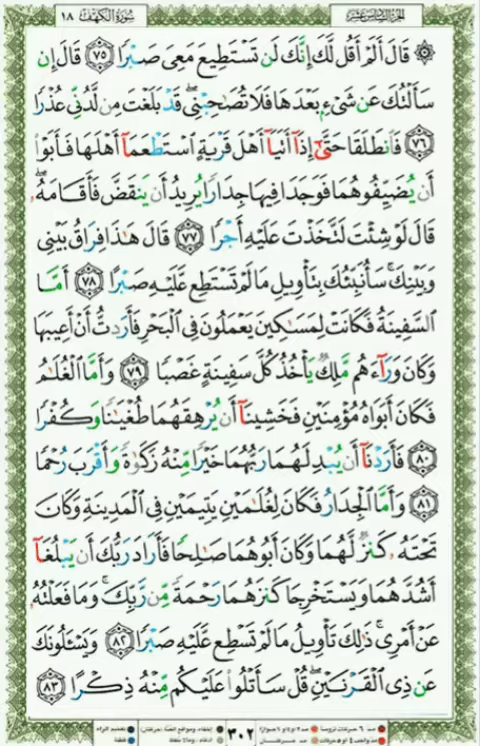 الجزء السادس عشر
سورة الكهف ١٨
۞ قَالَ أَلَمْ أَقُل لَّكَ إِنَّكَ لَن تَسْتَطِيعَ مَعِىَ صَبْرًا ٧٥ قَالَ إِن
سَأَلْتُكَ عَن شَىْءٍۭ بَعْدَهَا فَلَا تُصَٰحِبْنِى ۖ قَدْ بَلَغْتَ مِن لَّدُنِّى عُذْرًا
٧٦ فَٱنطَلَقَا حَتَّىٰٓ إِذَآ أَتَيَآ أَهْلَ قَرْيَةٍ ٱسْتَطْعَمَآ أَهْلَهَا فَأَبَوْا۟
أَن يُضَيِّفُوهُمَا فَوَجَدَا فِيهَا جِدَارًا يُرِيدُ أَن يَنقَضَّ فَأَقَامَهُۥ ۖ
قَالَ لَوْ شِئْتَ لَتَّخَذْتَ عَلَيْهِ أَجْرًا ٧٧ قَالَ هَٰذَا فِرَاقُ بَيْنِى
وَبَيْنِكَ ۚ سَأُنَبِّئُكَ بِتَأْوِيلِ مَا لَمْ تَسْتَطِع عَّلَيْهِ صَبْرًا ٧٨ أَمَّا
ٱلسَّفِينَةُ فَكَانَتْ لِمَسَٰكِينَ يَعْمَلُونَ فِى ٱلْبَحْرِ فَأَرَدتُّ أَنْ أَعِيبَهَا
وَكَانَ وَرَآءَهُم مَّلِكٌ يَأْخُذُ كُلَّ سَفِينَةٍ غَصْبًا ٧٩ وَأَمَّا ٱلْغُلَٰمُ
فَكَانَ أَبَوَاهُ مُؤْمِنَيْنِ فَخَشِينَآ أَن يُرْهِقَهُمَا طُغْيَٰنًا وَكُفْرًا
٨٠ فَأَرَدْنَآ أَن يُبْدِلَهُمَا رَبُّهُمَا خَيْرًا مِّنْهُ زَكَوٰةً وَأَقْرَبَ رُحْمًا
٨١ وَأَمَّا ٱلْجِدَارُ فَكَانَ لِغُلَٰمَيْنِ يَتِيمَيْنِ فِى ٱلْمَدِينَةِ وَكَانَ
تَحْتَهُۥ كَنزٌ لَّهُمَا وَكَانَ أَبُوهُمَا صَٰلِحًا فَأَرَادَ رَبُّكَ أَن يَبْلُغَآ
أَشُدَّهُمَا وَيَسْتَخْرِجَا كَنزَهُمَا رَحْمَةً مِّن رَّبِّكَ ۚ وَمَا فَعَلْتُهُۥ
عَنْ أَمْرِى ۚ ذَٰلِكَ تَأْوِيلُ مَا لَمْ تَسْطِع عَّلَيْهِ صَبْرًا ٨٢ وَيَسْـَٔلُونَكَ
عَن ذِى ٱلْقَرْنَيْنِ ۖ قُلْ سَأَتْلُوا۟ عَلَيْكُم مِّنْهُ ذِكْرًا ٨٣
٣٠٢